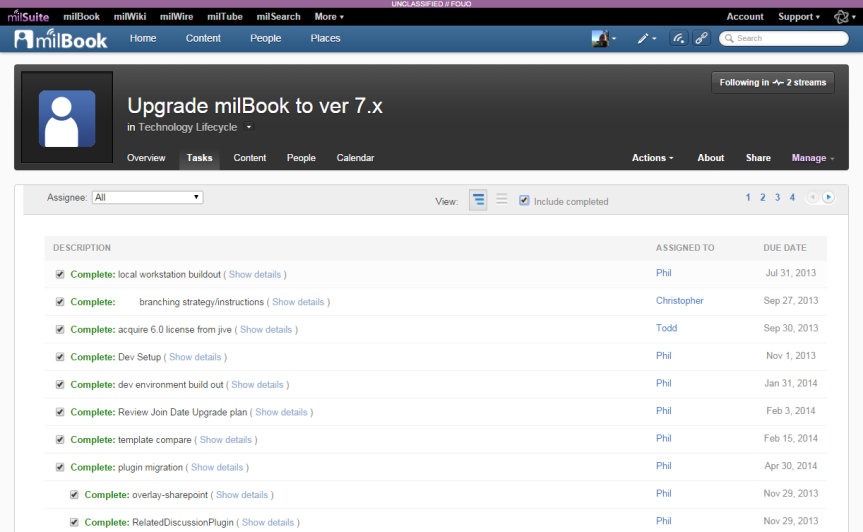 UNCLASSIFIED // FOUO
milSuite milBook milWiki milWire milTube milSearch More Account Support
milBook Home Content People Places Search
Following in 2 streams
Upgrade milBook to ver 7.x
in Technology Lifecycle
Overview Tasks Content People Calendar Actions About Share Manage
Assignee: All View: Include completed 1 2 3 4
DESCRIPTION ASSIGNED TO DUE DATE
Complete: local workstation buildout ( Show details ) Phil Jul 31, 2013
Complete: branching strategy/instructions ( Show details ) Christopher Sep 27, 2013
Complete: acquire 6.0 license from jive ( Show details ) Todd Sep 30, 2013
Complete: Dev Setup ( Show details ) Phil Nov 1, 2013
Complete: dev environment build out ( Show details ) Phil Jan 31, 2014
Complete: Review Join Date Upgrade plan ( Show details ) Phil Feb 3, 2014
Complete: template compare ( Show details ) Phil Feb 15, 2014
Complete: plugin migration ( Show details ) Phil Apr 30, 2014
Complete: overlay-sharepoint ( Show details ) Phil Nov 29, 2013
Complete: RelatedDiscussionPlugin ( Show details ) Phil Nov 29, 2013